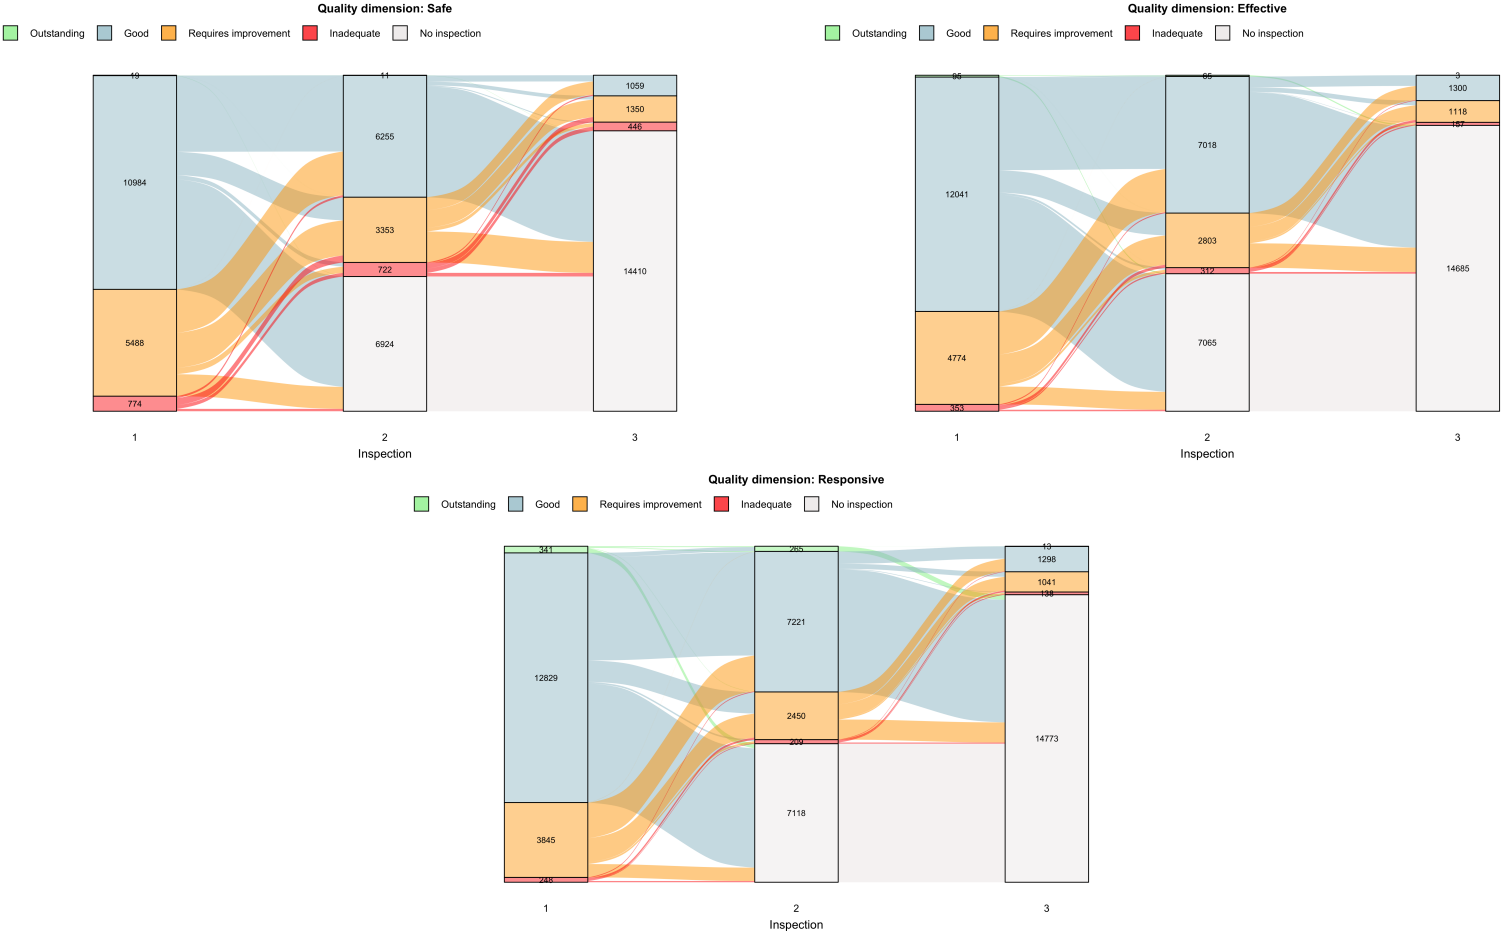 Quality dimension: Safe
Outstanding Good Requires improvement Inadequate No inspection
19 11
1059
1350
446
6255
10984
3353
722
14410
5488
6924
774
1 2 3
Inspection
Quality dimension: Effective
Outstanding Good Requires improvement Inadequate No inspection
95 65 3
1300
1118
157
7018
12041
2803
312
14685
7065
4774
353
1 2 3
Inspection
Quality dimension: Responsive
Outstanding Good Requires improvement Inadequate No inspection
341 265 13
1298
1041
138
7221
12829
2450
209
14773
7118
3845
248
1 2 3
Inspection